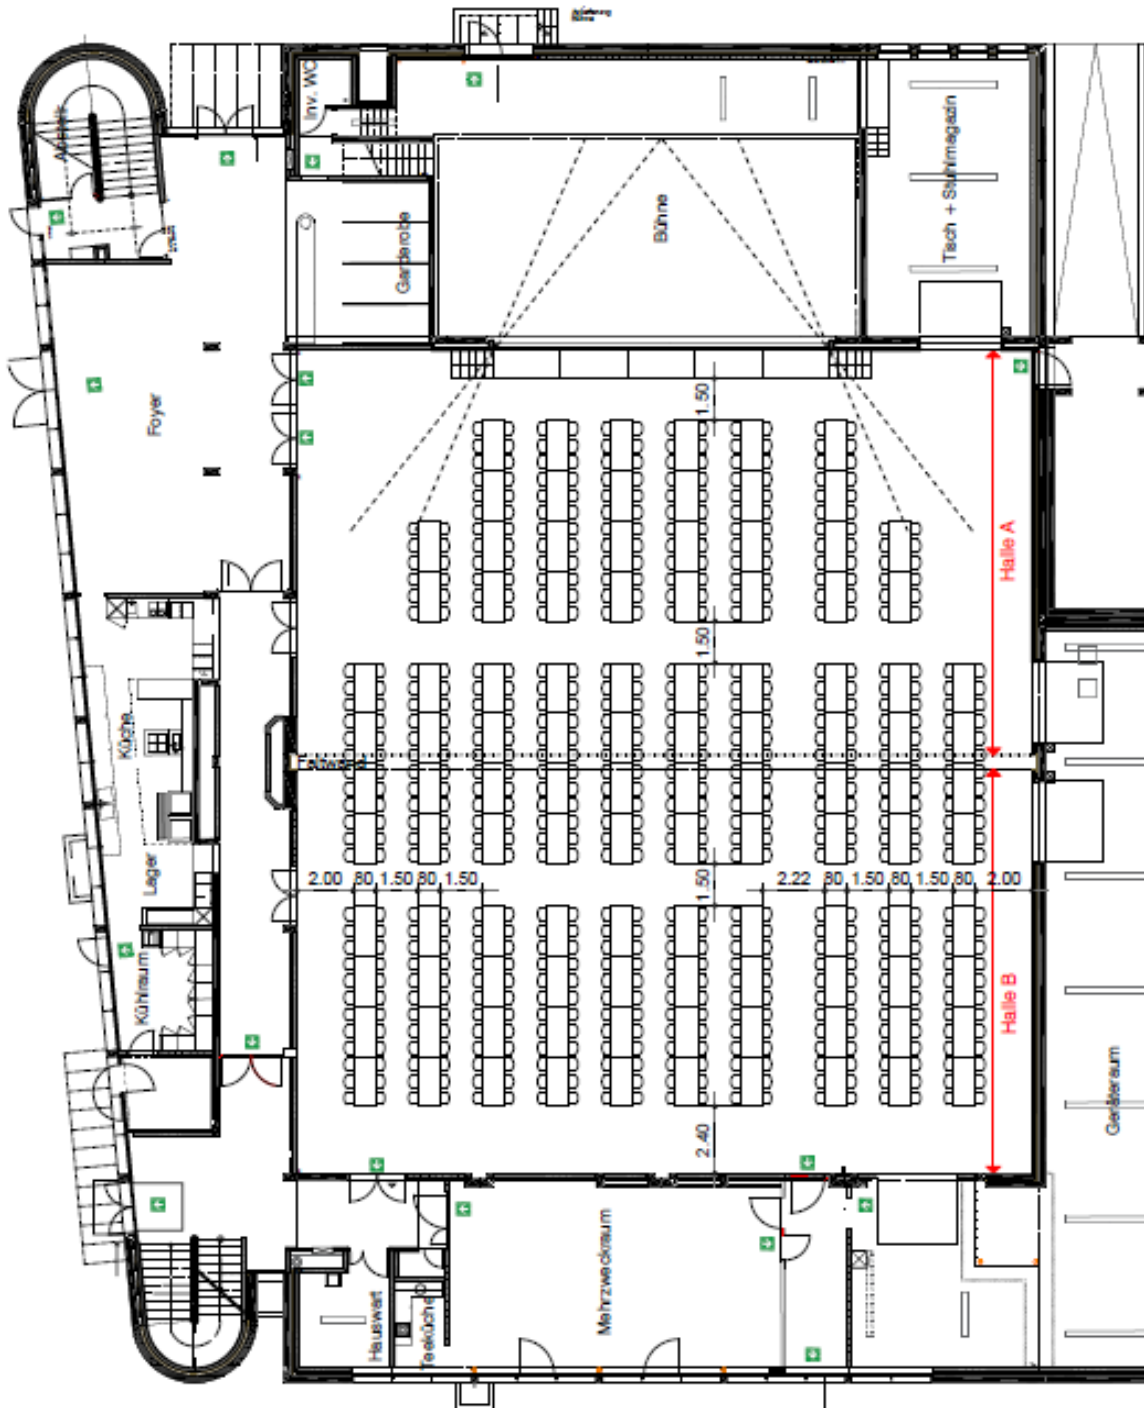 Bühne
Inv. WC
Tisch + Stuhlmagazin
Garderobe
Bühne
Foyer
1.50
Halle A
1.50
Küche
Faltwand
Lager
2.00 80 1.50 80 1.50
1.50
2.22 80 1.50 80 1.50 80 2.00
Kühlraum
Halle B
Geräteraum
2.40
Mehrzweckraum
Hauswart
Teeküche